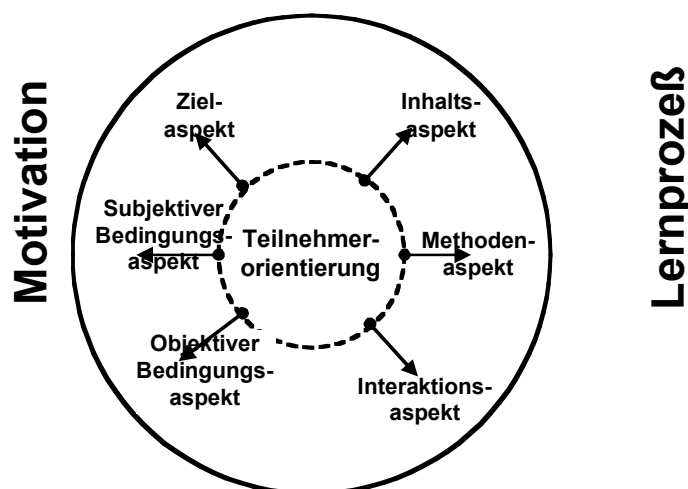 Motivation
Ziel-
aspekt
Inhalts-
aspekt
Subjektiver
Bedingungs-
aspekt
Teilnehmer-
orientierung
Methoden-
aspekt
Objektiver
Bedingungs-
aspekt
Interaktions-
aspekt
Lernprozeß